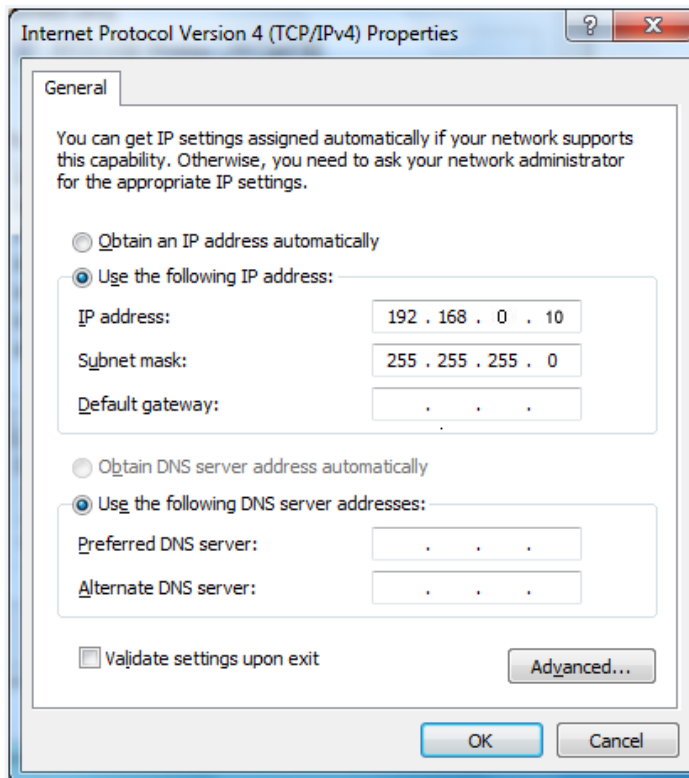 Internet Protocol Version 4 (TCP/IPv4) Properties
?
General
You can get IP settings assigned automatically if your network supports
this capability. Otherwise, you need to ask your network administrator
for the appropriate IP settings.
Obtain an IP address automatically
Use the following IP address:
IP address: 192 . 168 . 0 . 10
Subnet mask: 255 . 255 . 255 . 0
Default gateway: . . .
Obtain DNS server address automatically
Use the following DNS server addresses:
Preferred DNS server: . . .
Alternate DNS server: . . .
Validate settings upon exit
Advanced...
OK Cancel